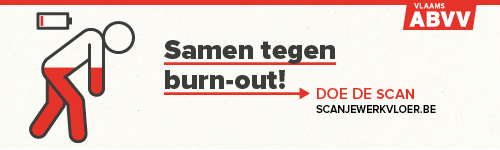 VLAAMS
ABVV
Samen tegen
burn-out!
DOE DE SCAN
SCANJEWERKVLOER.BE